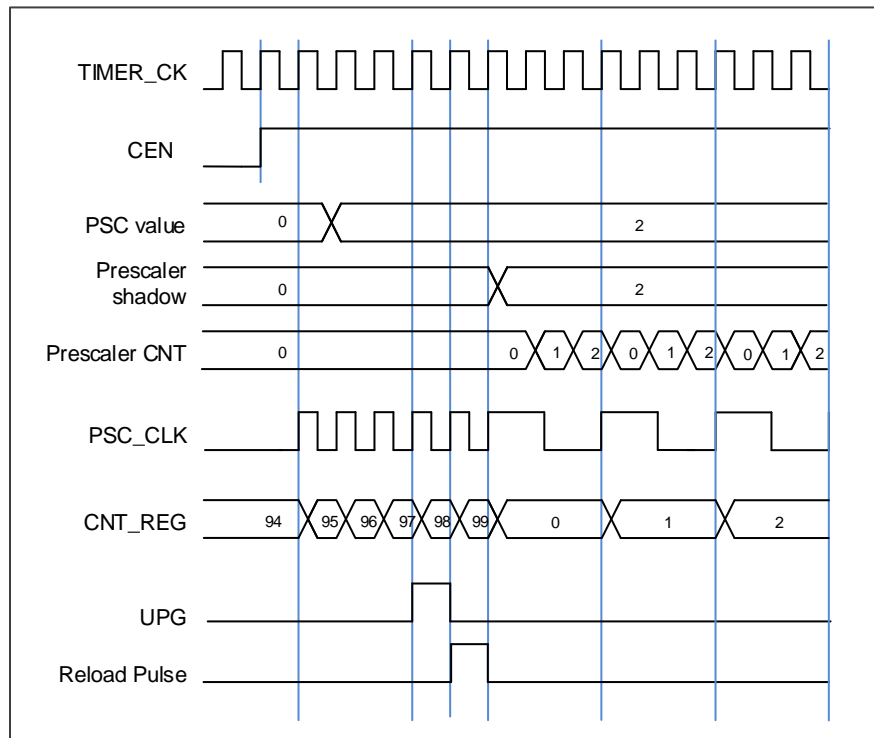 TIMER_CK
CEN
PSC value 0 2
Prescaler
shadow
0 2
Prescaler CNT 0 0 1 2 0 1 2 0 1 2
PSC_CLK
CNT_REG 94 95 96 97 98 99 0 1 2
UPG
Reload Pulse